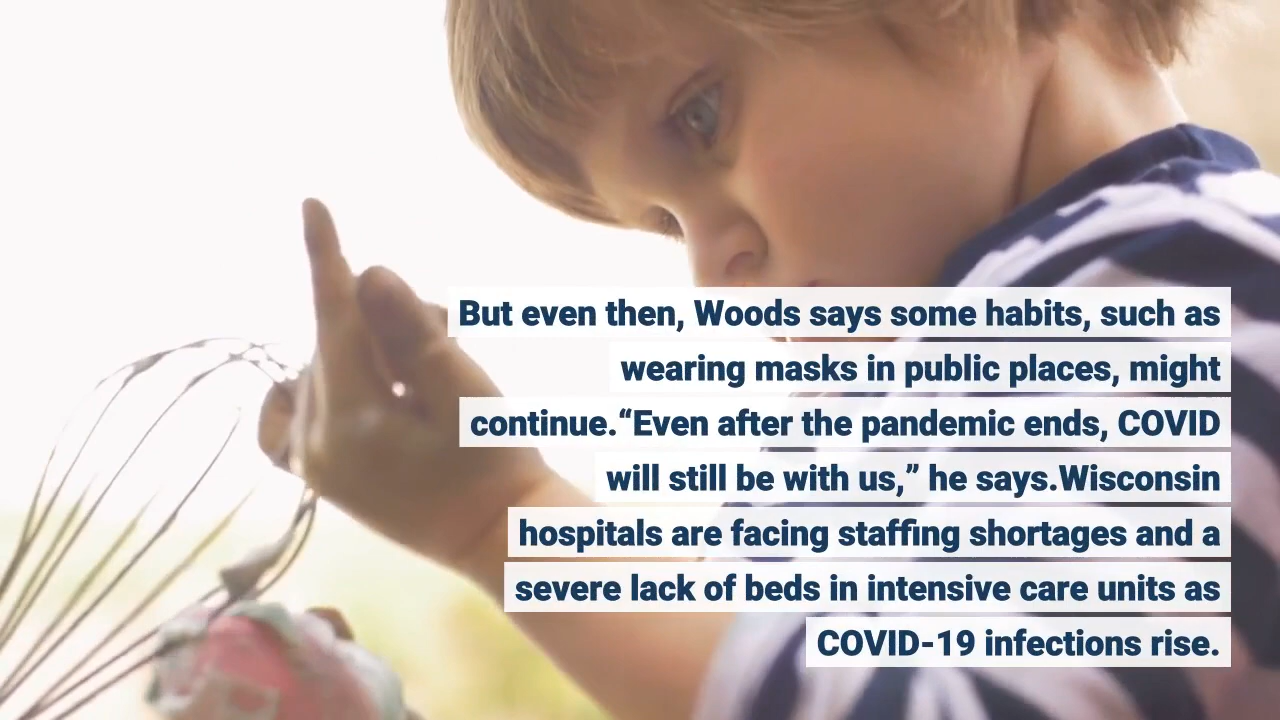 But even then, Woods says some habits, such as
wearing masks in public places, might
continue.“Even after the pandemic ends, COVID
will still be with us,” he says.Wisconsin
hospitals are facing staffing shortages and a
severe lack of beds in intensive care units as
COVID-19 infections rise.